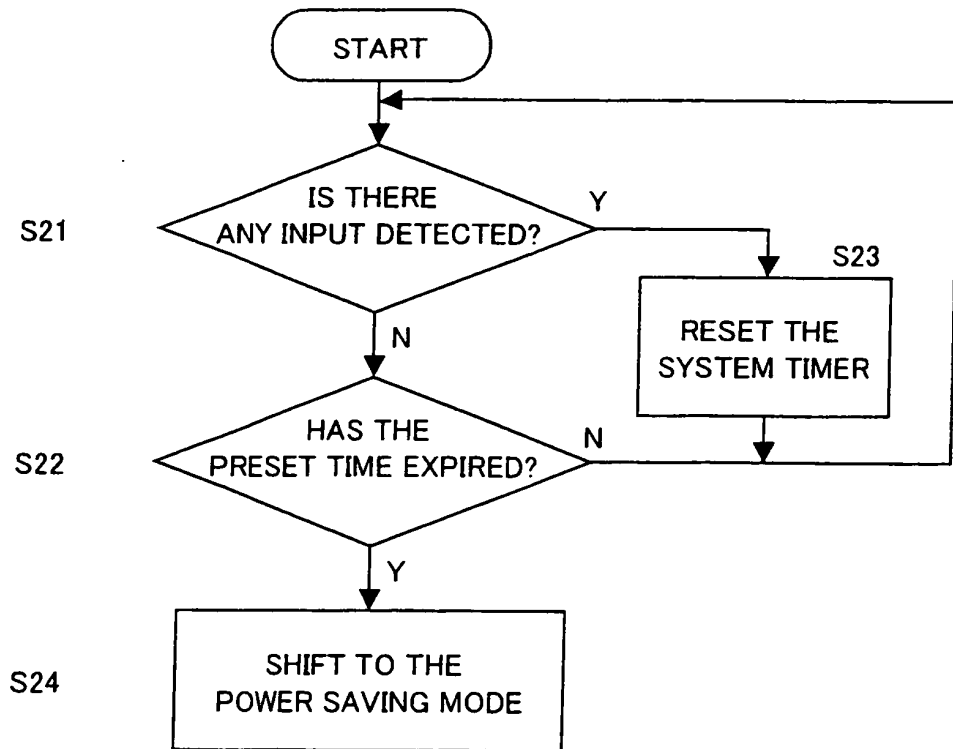 START
IS THERE
ANY INPUT DETECTED?
Y
S21
S23
RESET THE
SYSTEM TIMER
N
HAS THE
PRESET TIME EXPIRED?
N
S22
Y
SHIFT TO THE
POWER SAVING MODE
S24